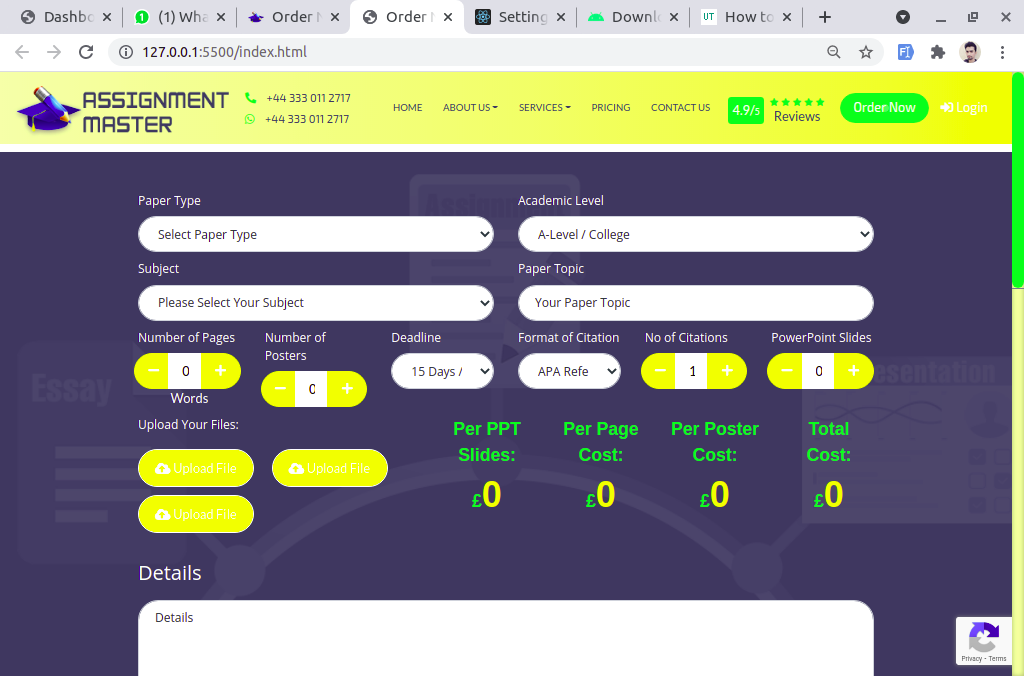 Dashbo
(1) Wha
Order N
Order N
Setting
Downlo
How to
127.0.0.1:5500/index.html
ASSIGNMENT
MASTER
+44 333 011 2717
+44 333 011 2717
HOME
ABOUT US
SERVICES
PRICING
CONTACT US
4.9/5
Reviews
Order Now
Login
Assignment
Paper Type
Academic Level
Select Paper Type
A-Level / College
Subject
Paper Topic
Please Select Your Subject
Your Paper Topic
Number of Pages
Number of
Posters
Deadline
Format of Citation
No of Citations
PowerPoint Slides
0
0
15 Days /
APA Refe
1
0
Words
Essay
esentation
Upload Your Files:
Upload File
Upload File
Upload File
Per PPT
Slides:
£0
Per Page
Cost:
£0
Per Poster
Cost:
£0
Total
Cost:
£0
Details
Details
Privacy - Terms